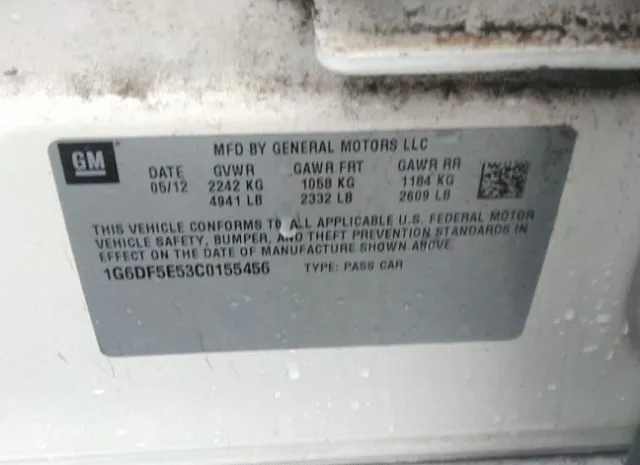 GM
MFD BY GENERAL MOTORS LLC
DATE GVWR GAWR FRT GAWR RR
05/12 2242 KG 1058 KG 1184 KG
4941 LB 2332 LB 2609 LB
THIS VEHICLE CONFORMS TO ALL APPLICABLE U.S. FEDERAL MOTOR
VEHICLE SAFETY, BUMPER, AND THEFT PREVENTION STANDARDS IN
EFFECT ON THE DATE OF MANUFACTURE SHOWN ABOVE.
1G6DF5E53C0155456 TYPE: PASS CAR